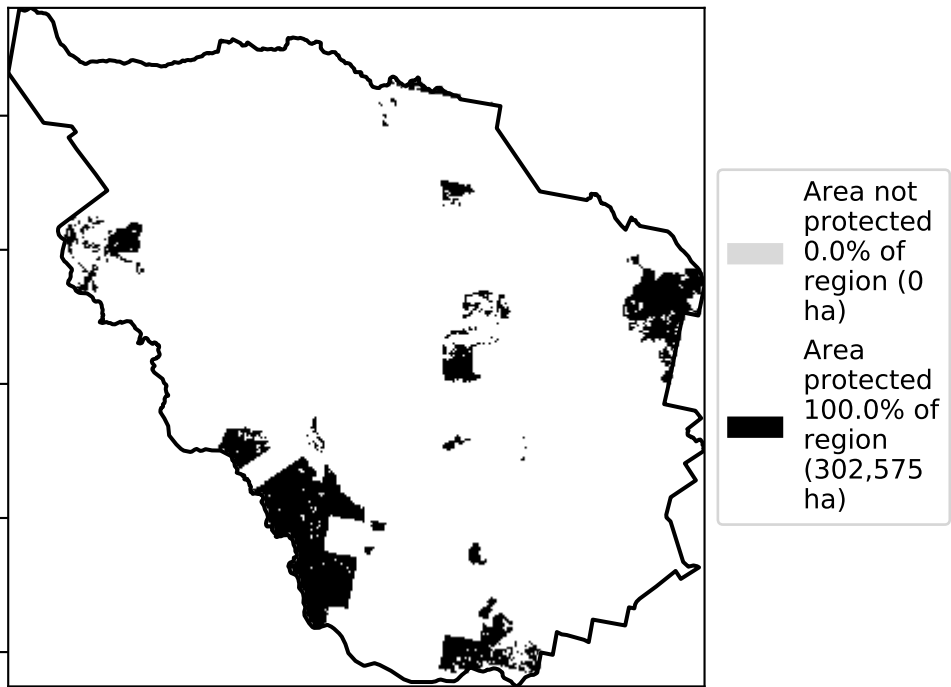 Area not
protected
0.0% of
region (0
ha)
Area
protected
100.0% of
region
(302,575
ha)